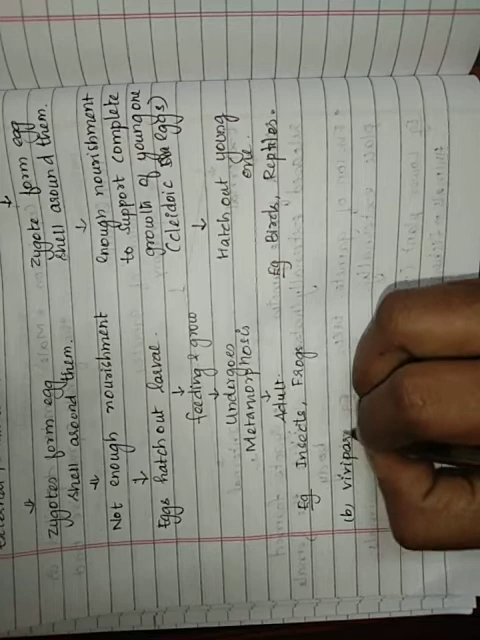 ↓
zygotes form egg
shell around them.
↓
Not enough nourishment
↓
Eggs hatch out larval.
↓
feeding & grow
↓
Undergoes
Metamorphosis
↓
Adult.
Eg Insects, Frogs
↓
zygote form egg
shell around them.
↓
enough nourishment
to support complete
growth of young one
(cleidoic eggs)
↓
Hatch out young
one.
Eg Birds, Reptiles.
(b) Vivipary